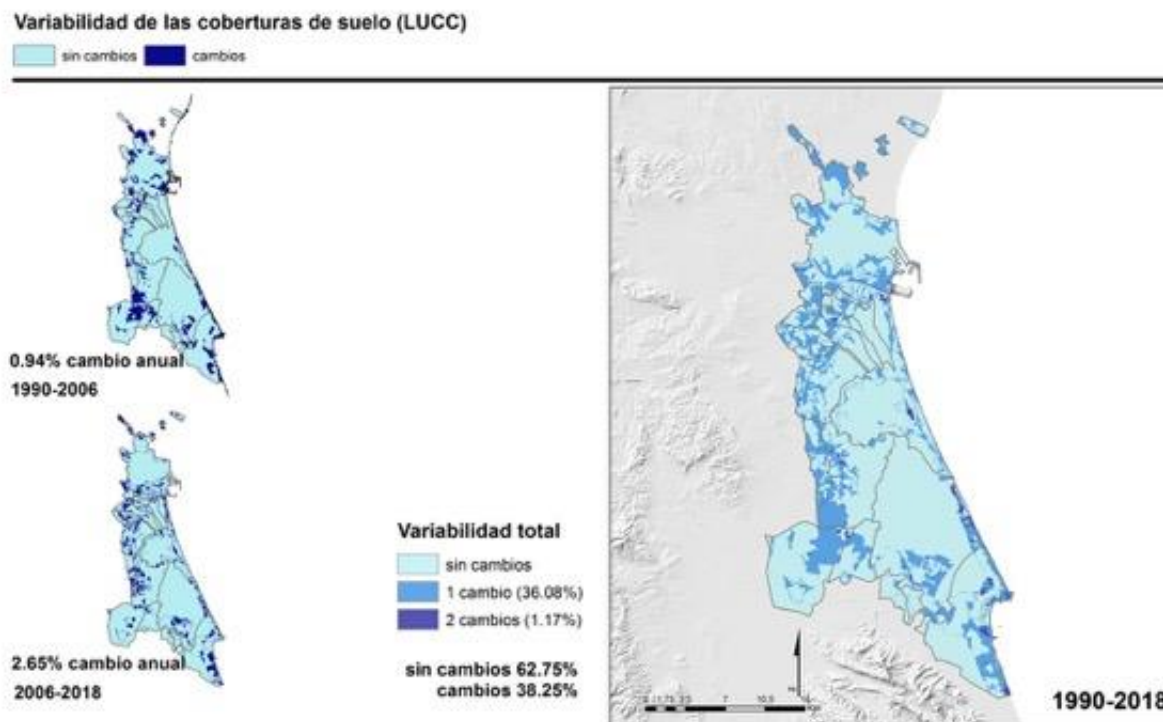 Variabilidad de las coberturas de suelo (LUCC)
sin cambios cambios
0.94% cambio anual
1990-2006
2.65% cambio anual
2006-2018
Variabilidad total
sin cambios
1 cambio (36.08%)
2 cambios (1.17%)
sin cambios 62.75%
cambios 38.25%
7
1990-2018